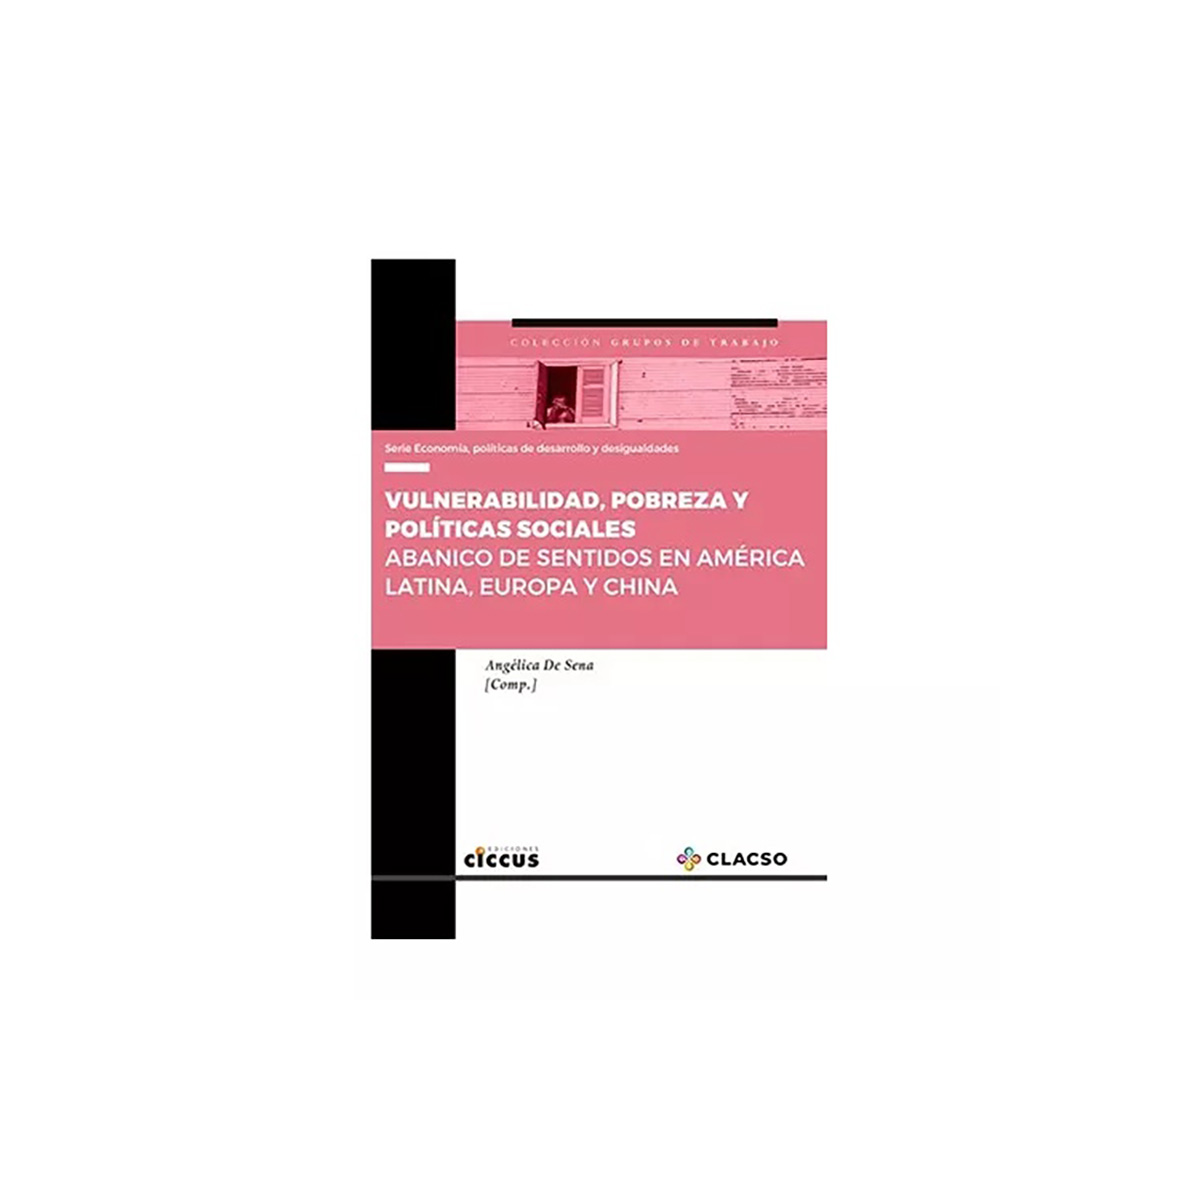 COLECCIÓN GRUPOS DE TRABAJO
Serie Economía, políticas de desarrollo y desigualdades
VULNERABILIDAD, POBREZA Y
POLÍTICAS SOCIALES
ABANICO DE SENTIDOS EN AMÉRICA
LATINA, EUROPA Y CHINA
Angélica De Sena
[Comp.]
EDICIONES
ciccus
CLACSO